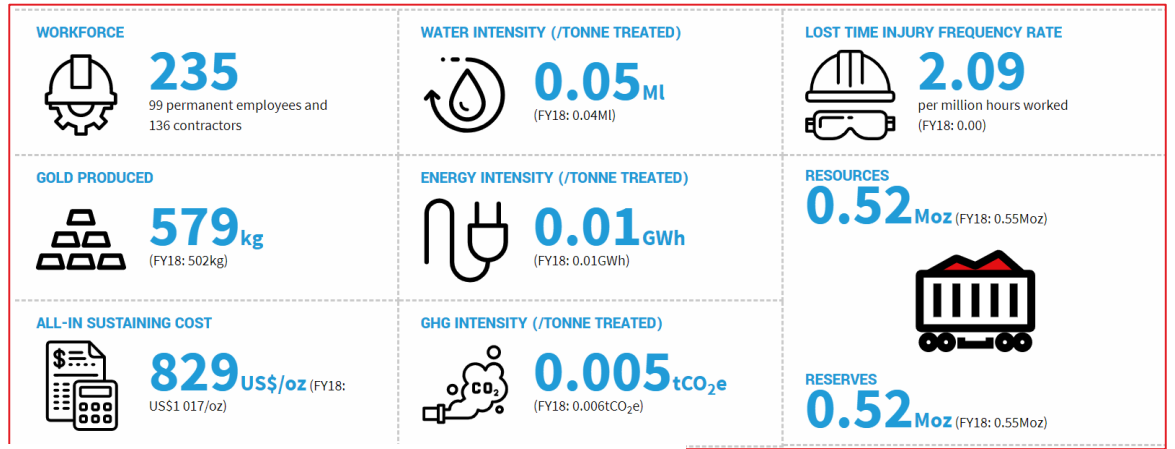 WORKFORCE
235
99 permanent employees and
136 contractors
WATER INTENSITY (/TONNE TREATED)
0.05Ml
(FY18: 0.04Ml)
LOST TIME INJURY FREQUENCY RATE
2.09
per million hours worked
(FY18: 0.00)
GOLD PRODUCED
579kg
(FY18: 502kg)
ENERGY INTENSITY (/TONNE TREATED)
0.01GWh
(FY18: 0.01GWh)
RESOURCES
0.52Moz (FY18: 0.55Moz)
ALL-IN SUSTAINING COST
$
829US$/oz (FY18:
US$1 017/oz)
GHG INTENSITY (/TONNE TREATED)
CO₂
0.005tCO₂e
(FY18: 0.006tCO₂e)
RESERVES
0.52Moz (FY18: 0.55Moz)